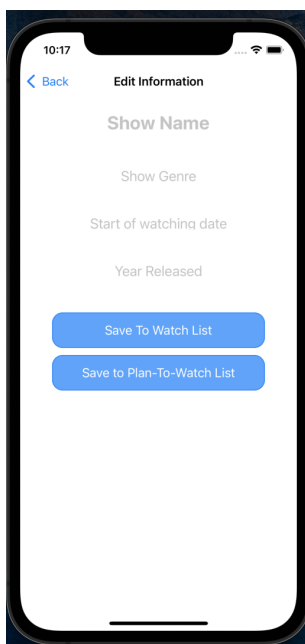 10:17
Back
Edit Information
Show Name
Show Genre
Start of watching date
Year Released
Save To Watch List
Save to Plan-To-Watch List